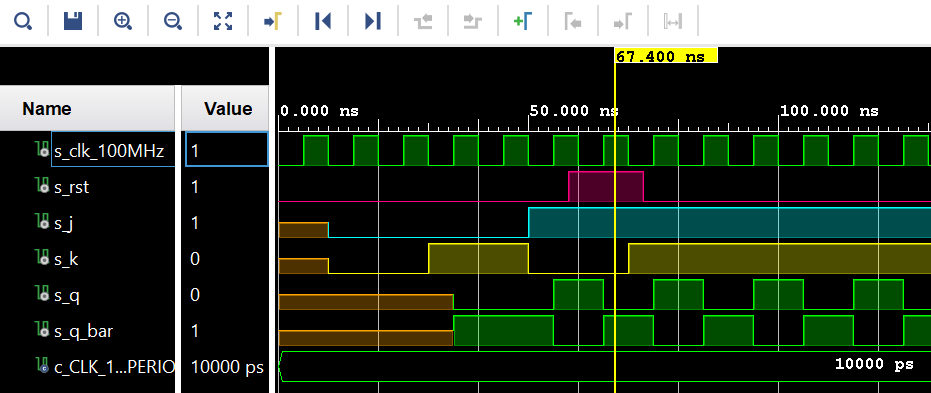 67.400 ns
Name Value
0.000 ns 50.000 ns 100.000 ns
s_clk_100MHz 1
s_rst 1
s_j 1
s_k 0
s_q 0
s_q_bar 1
c_CLK_1...PERIO 10000 ps 10000 ps